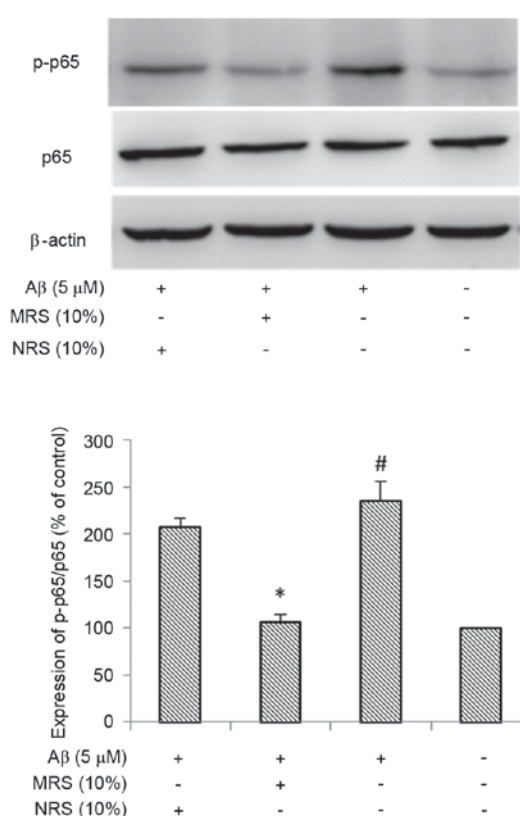 p-p65
p65
β-actin
Aβ (5 μM) + + + -
MRS (10%) - + - -
NRS (10%) + - - -
Expression of p-p65/p65 (% of control)
300
250
200
150
100
50
0
*
#
Aβ (5 μM) + + + -
MRS (10%) - + - -
NRS (10%) + - - -